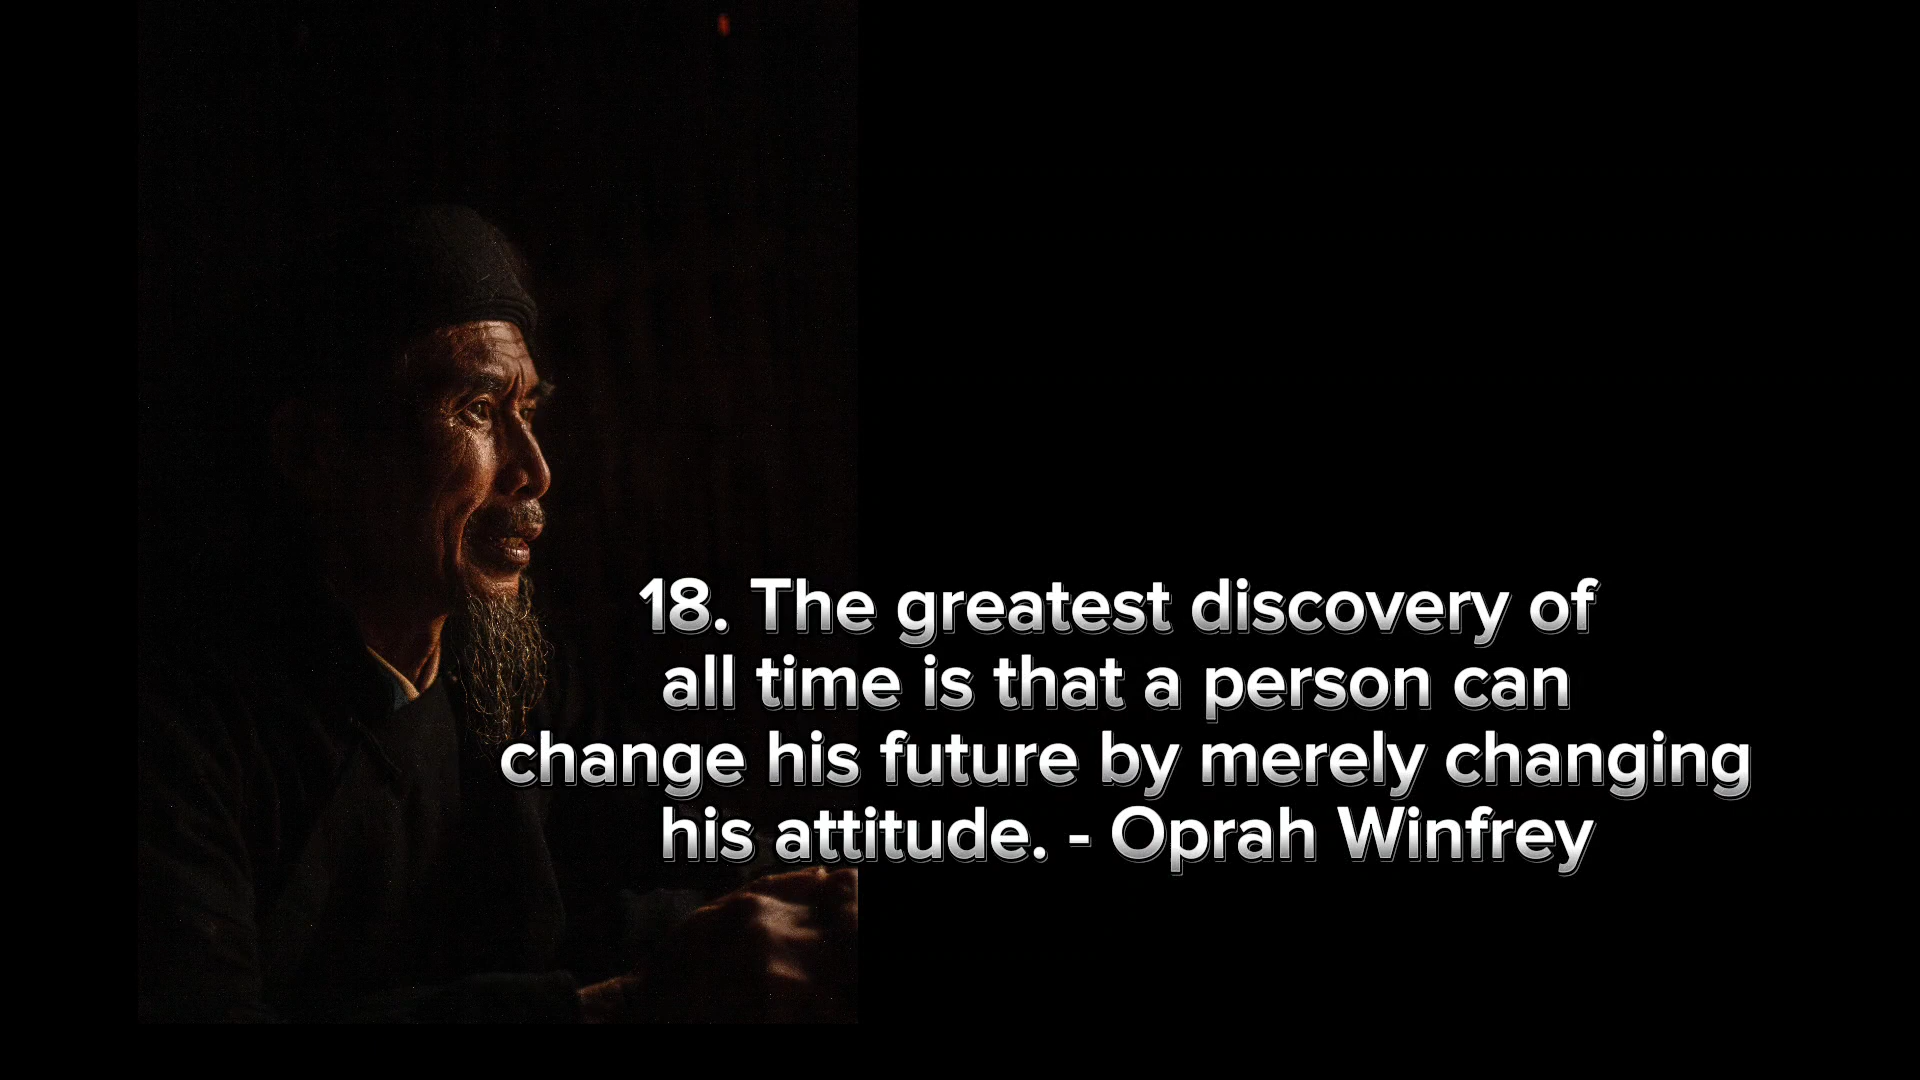 18. The greatest discovery of
all time is that a person can
change his future by merely changing
his attitude. - Oprah Winfrey